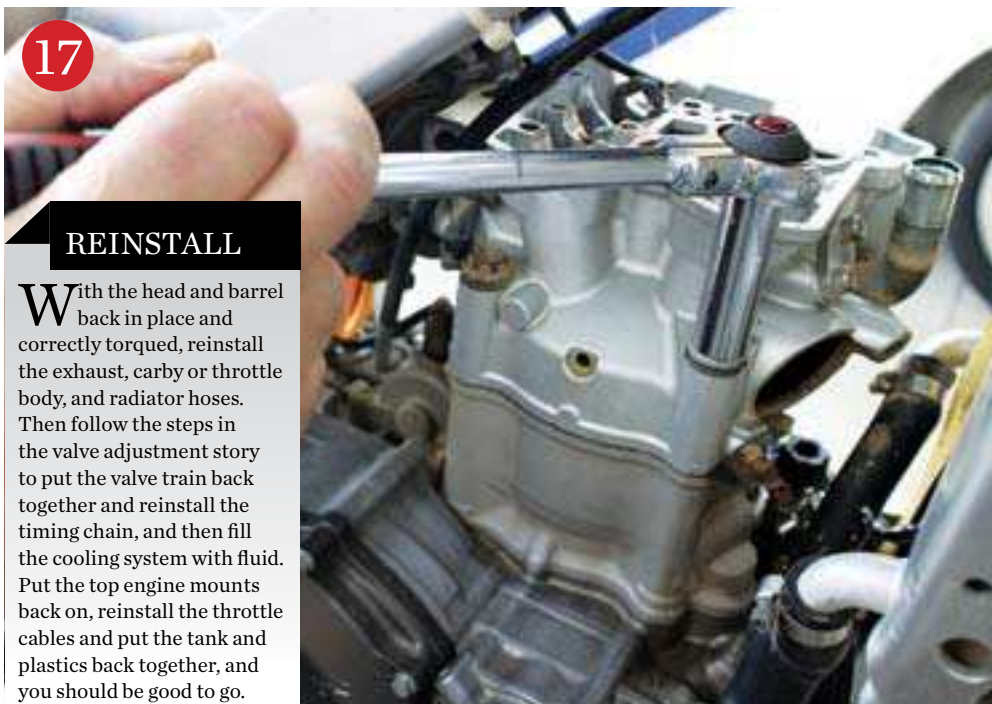 17
REINSTALL
With the head and barrel
back in place and
correctly torqued, reinstall
the exhaust, carby or throttle
body, and radiator hoses.
Then follow the steps in
the valve adjustment story
to put the valve train back
together and reinstall the
timing chain, and then fill
the cooling system with fluid.
Put the top engine mounts
back on, reinstall the throttle
cables and put the tank and
plastics back together, and
you should be good to go.